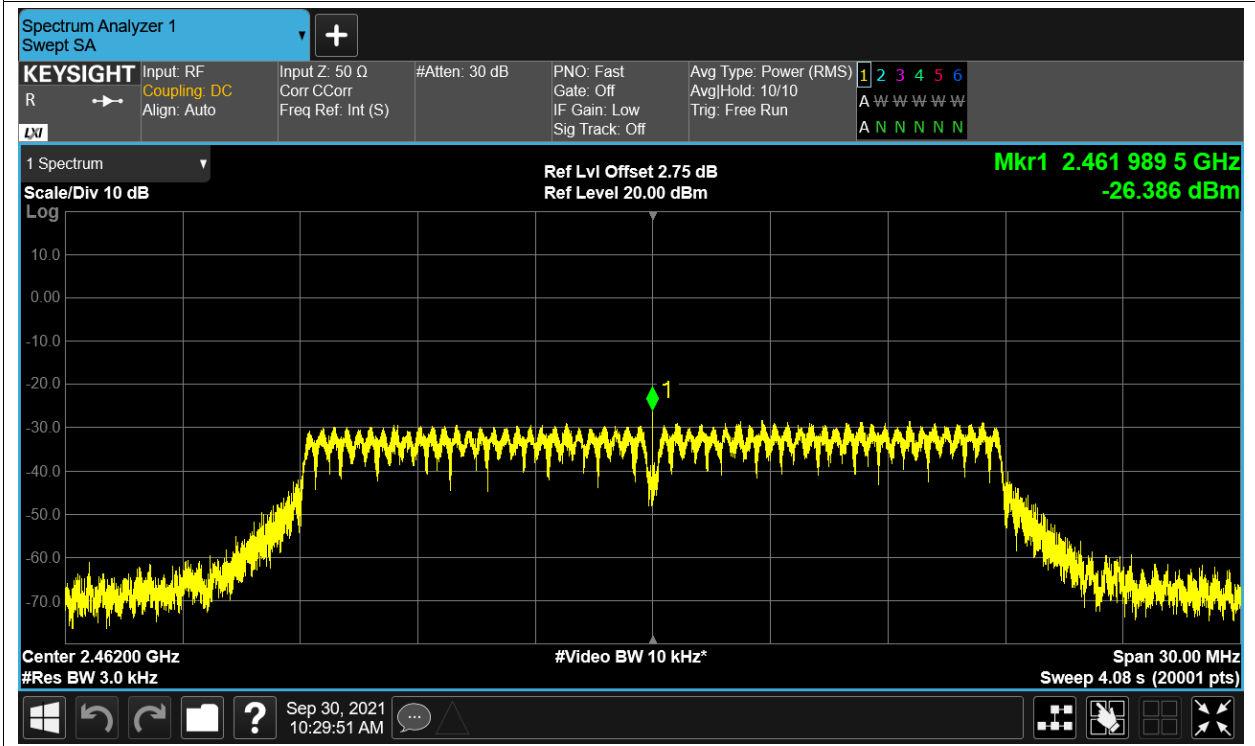 Spectrum Analyzer 1
Swept SA
+
KEYSIGHT
R
LXI
Input: RF
Coupling: DC
Align: Auto
Input Z: 50 Ω
Corr CCorr
Freq Ref: Int (S)
#Atten: 30 dB
PNO: Fast
Gate: Off
IF Gain: Low
Sig Track: Off
Avg Type: Power (RMS)
Avg|Hold: 10/10
Trig: Free Run
1 2 3 4 5 6
A W W W W W
A N N N N N
1 Spectrum
Scale/Div 10 dB
Log
Ref Lvl Offset 2.75 dB
Ref Level 20.00 dBm
Mkr1 2.461 989 5 GHz
-26.386 dBm
10.0
0.00
-10.0
-20.0
-30.0
-40.0
-50.0
-60.0
-70.0
1
Center 2.46200 GHz
#Res BW 3.0 kHz
#Video BW 10 kHz*
Span 30.00 MHz
Sweep 4.08 s (20001 pts)
?
Sep 30, 2021
10:29:51 AM